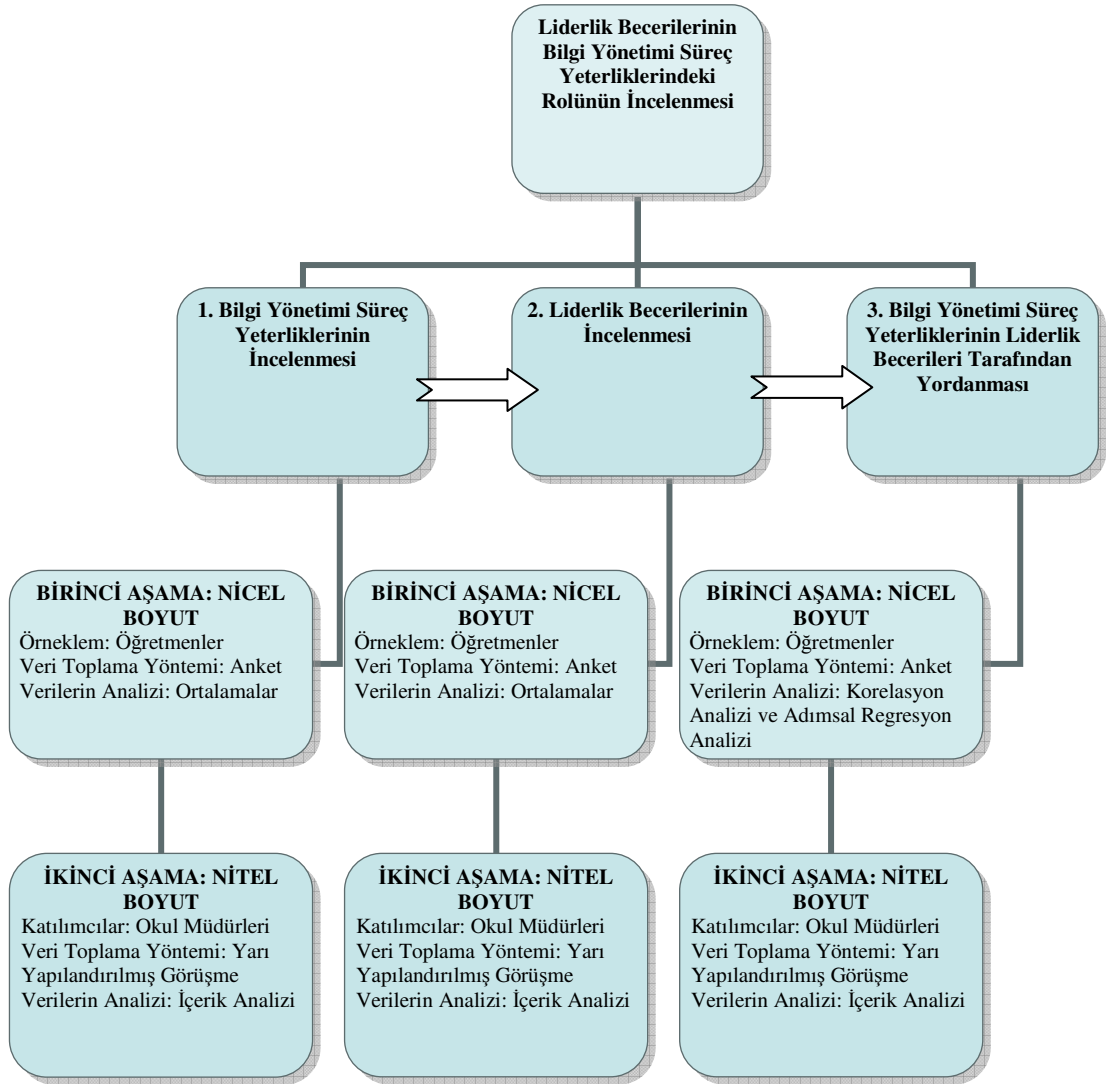 Liderlik Becerilerinin
Bilgi Yönetimi Süreç
Yeterliklerindeki
Rolünün İncelenmesi
1. Bilgi Yönetimi Süreç
Yeterliklerinin
İncelenmesi
2. Liderlik Becerilerinin
İncelenmesi
3. Bilgi Yönetimi Süreç
Yeterliklerinin Liderlik
Becerileri Tarafından
Yordanması
BİRİNCİ AŞAMA: NİCEL
BOYUT
Örneklem: Öğretmenler
Veri Toplama Yöntemi: Anket
Verilerin Analizi: Ortalamalar
BİRİNCİ AŞAMA: NİCEL
BOYUT
Örneklem: Öğretmenler
Veri Toplama Yöntemi: Anket
Verilerin Analizi: Ortalamalar
BİRİNCİ AŞAMA: NİCEL
BOYUT
Örneklem: Öğretmenler
Veri Toplama Yöntemi: Anket
Verilerin Analizi: Korelasyon
Analizi ve Adımsal Regresyon
Analizi
İKİNCİ AŞAMA: NİTEL
BOYUT
Katılımcılar: Okul Müdürleri
Veri Toplama Yöntemi: Yarı
Yapılandırılmış Görüşme
Verilerin Analizi: İçerik Analizi
İKİNCİ AŞAMA: NİTEL
BOYUT
Katılımcılar: Okul Müdürleri
Veri Toplama Yöntemi: Yarı
Yapılandırılmış Görüşme
Verilerin Analizi: İçerik Analizi
İKİNCİ AŞAMA: NİTEL
BOYUT
Katılımcılar: Okul Müdürleri
Veri Toplama Yöntemi: Yarı
Yapılandırılmış Görüşme
Verilerin Analizi: İçerik Analizi